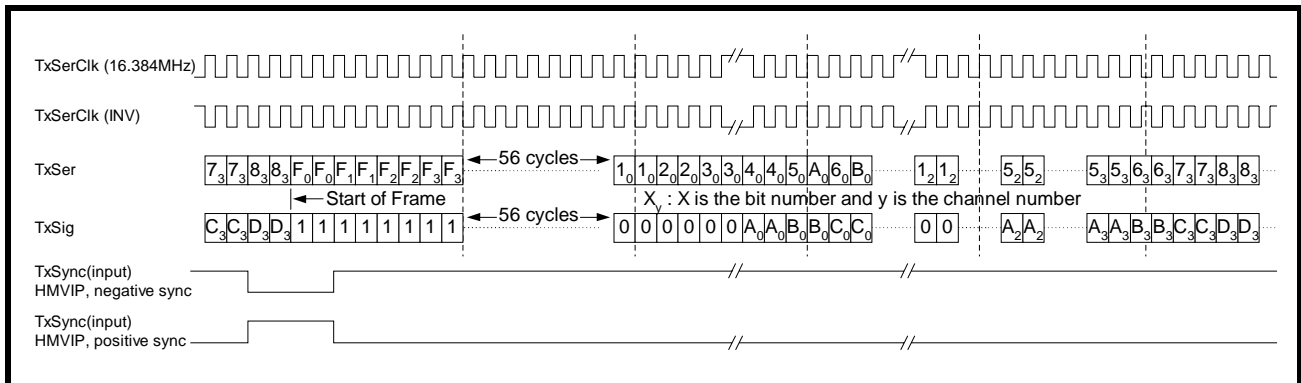 TxSerClk (16.384MHz)
TxSerClk (INV)
TxSer 7₃ 7₃ 8₃ 8₃ F₀ F₀ F₁ F₁ F₂ F₂ F₃ F₃ 56 cycles 1₀ 1₀ 2₀ 2₀ 3₀ 3₀ 4₀ 4₀ 5₀ A₀ 6₀ B₀ 1₂ 1₂ 5₂ 5₂ 5₃ 5₃ 6₃ 6₃ 7₃ 7₃ 8₃ 8₃
Start of Frame Xy : X is the bit number and y is the channel number
TxSig C₃ C₃ D₃ D₃ 1 1 1 1 1 1 1 1 56 cycles 0 0 0 0 0 0 A₀ A₀ B₀ B₀ C₀ C₀ 0 0 A₂ A₂ A₃ A₃ B₃ B₃ C₃ C₃ D₃ D₃
TxSync(input)
HMVIP, negative sync
TxSync(input)
HMVIP, positive sync